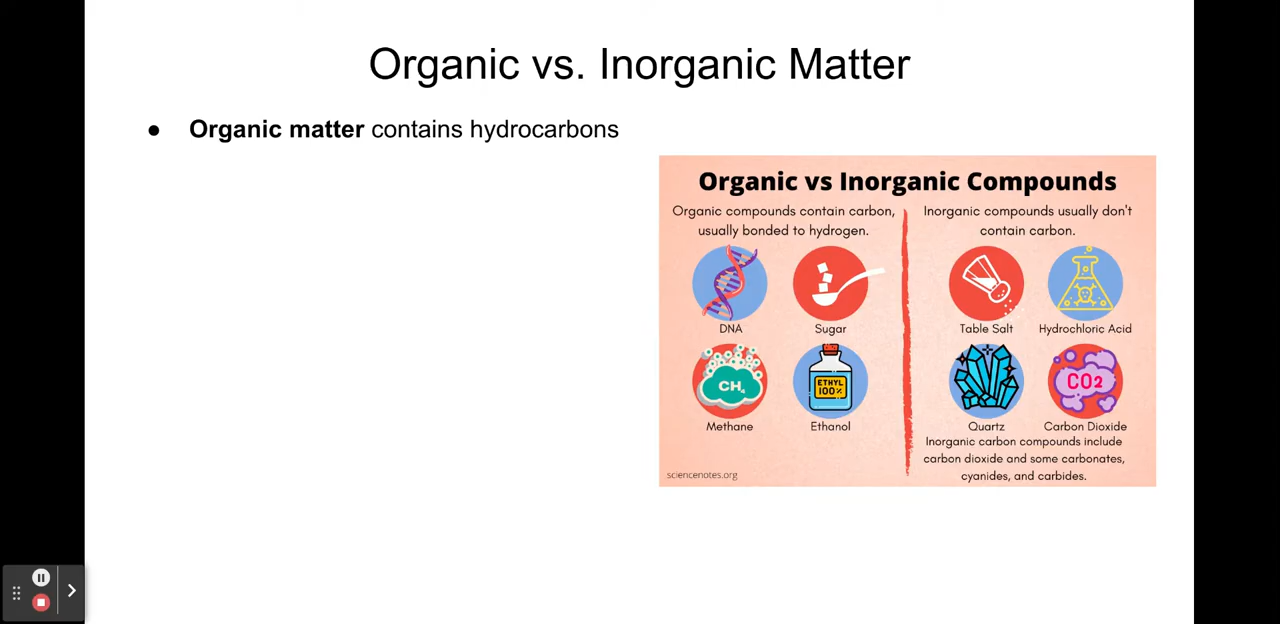 Organic vs. Inorganic Matter
● Organic matter contains hydrocarbons
Organic vs Inorganic Compounds
Organic compounds contain carbon,
usually bonded to hydrogen.
Inorganic compounds usually don't
contain carbon.
DNA
Sugar
Table Salt
Hydrochloric Acid
CH4
ETHYL
100%
CO2
Methane
Ethanol
Quartz
Carbon Dioxide
Inorganic carbon compounds include
carbon dioxide and some carbonates,
cyanides, and carbides.
sciencenotes.org